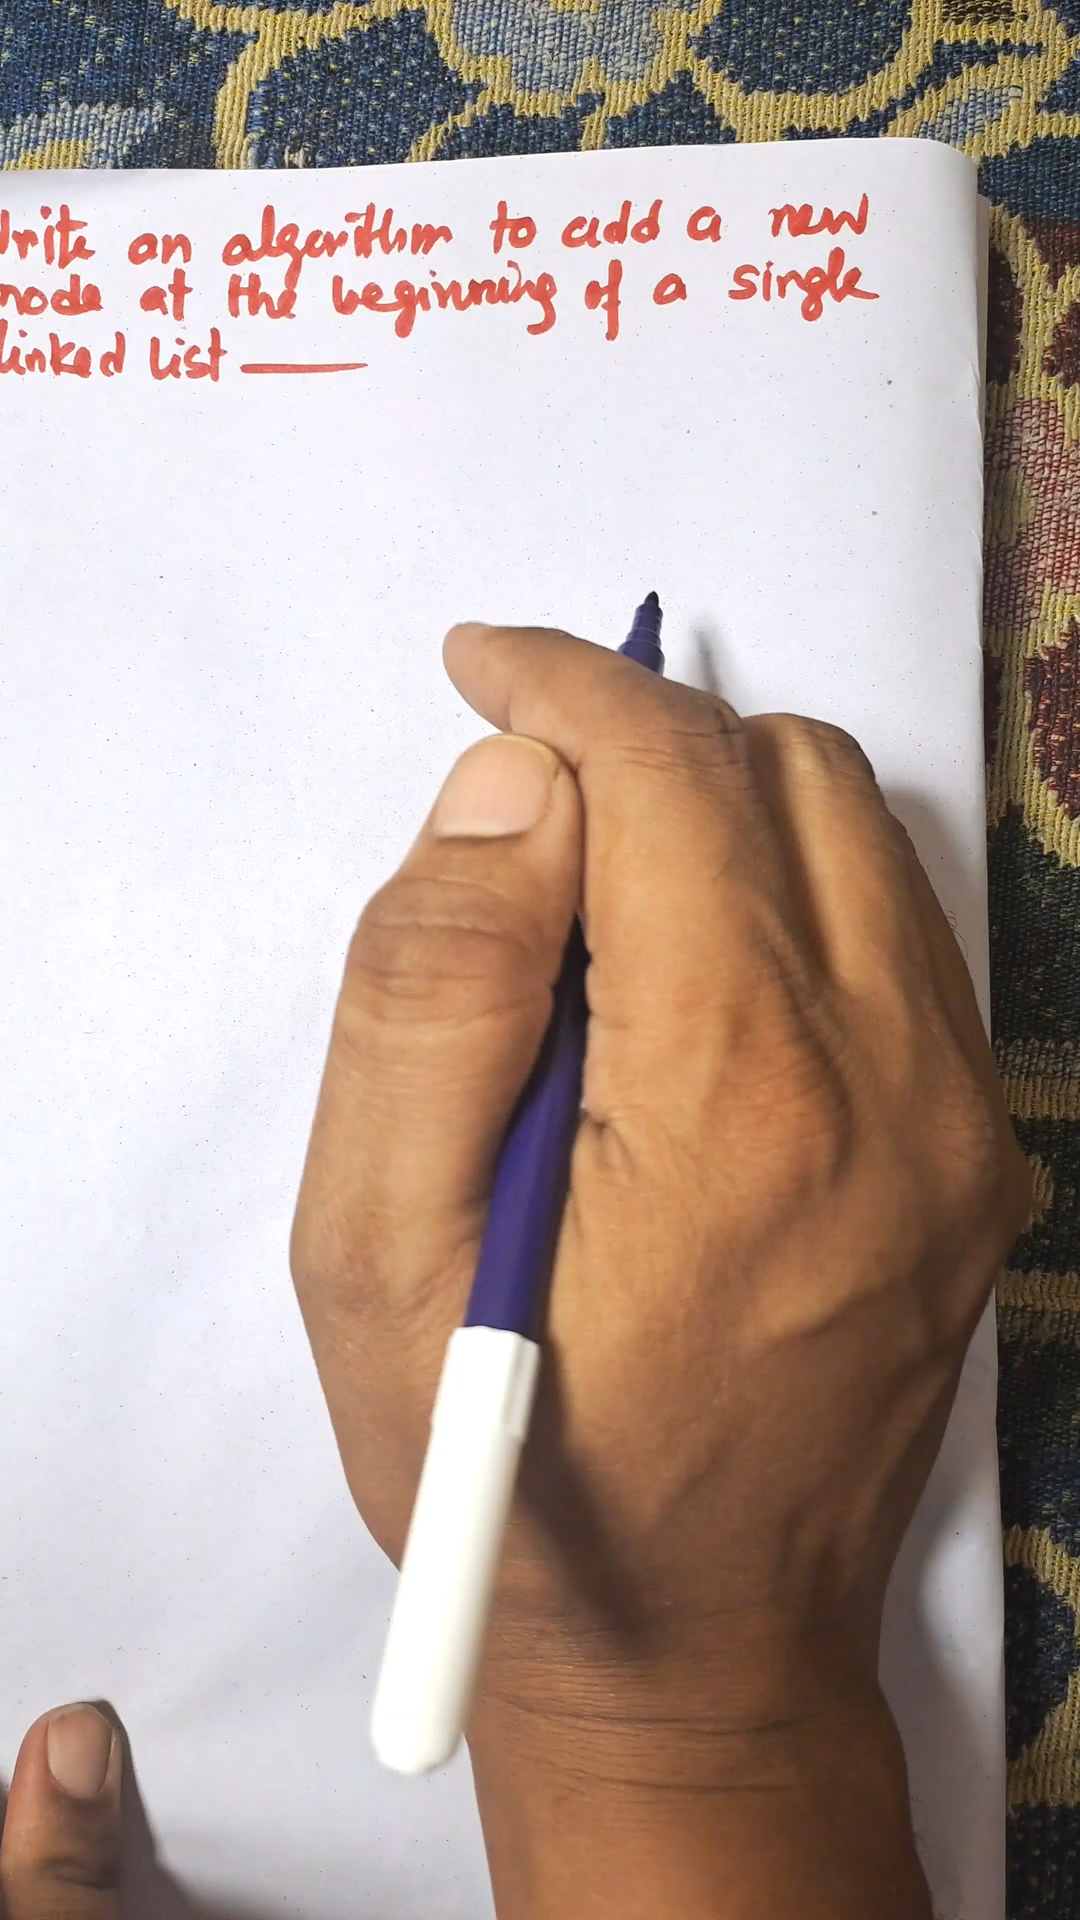 Write an algorithm to add a new
node at the beginning of a single
linked list